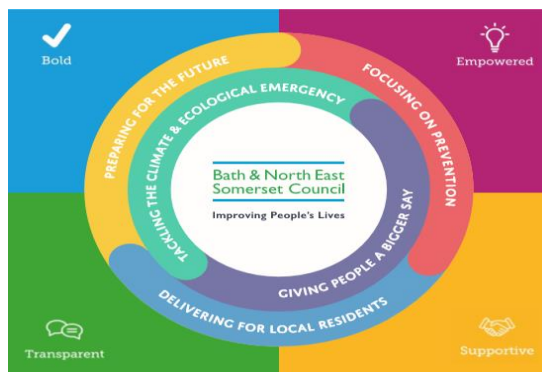 Bold
Empowered
PREPARING FOR THE FUTURE
FOCUSING ON PREVENTION
TACKLING THE CLIMATE & ECOLOGICAL EMERGENCY
Bath & North East
Somerset Council
Improving People's Lives
GIVING PEOPLE A BIGGER SAY
DELIVERING FOR LOCAL RESIDENTS
Transparent
Supportive